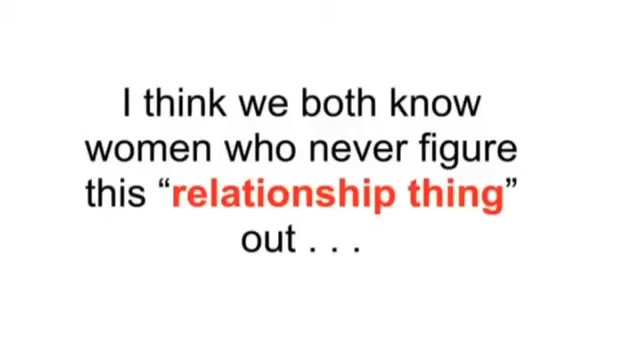 I think we both know
women who never figure
this “relationship thing”
out . . .